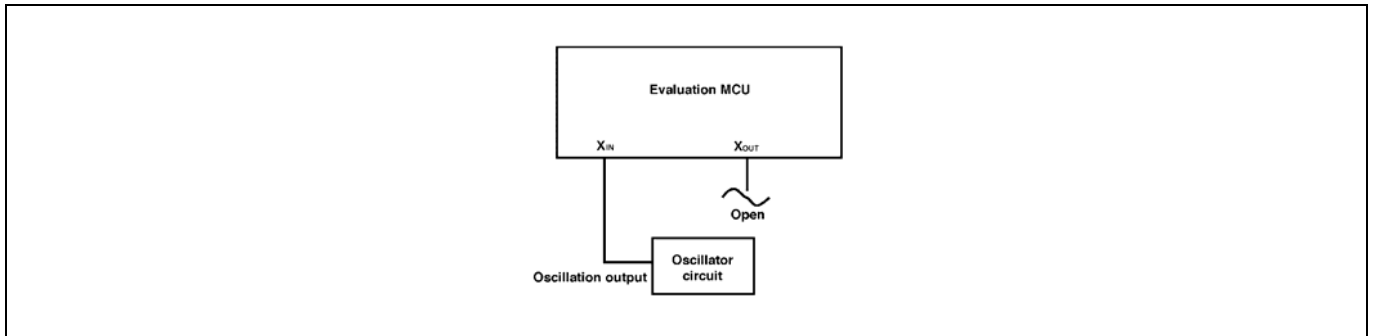 Evaluation MCU
XIN
XOUT
Open
Oscillation output
Oscillator
circuit